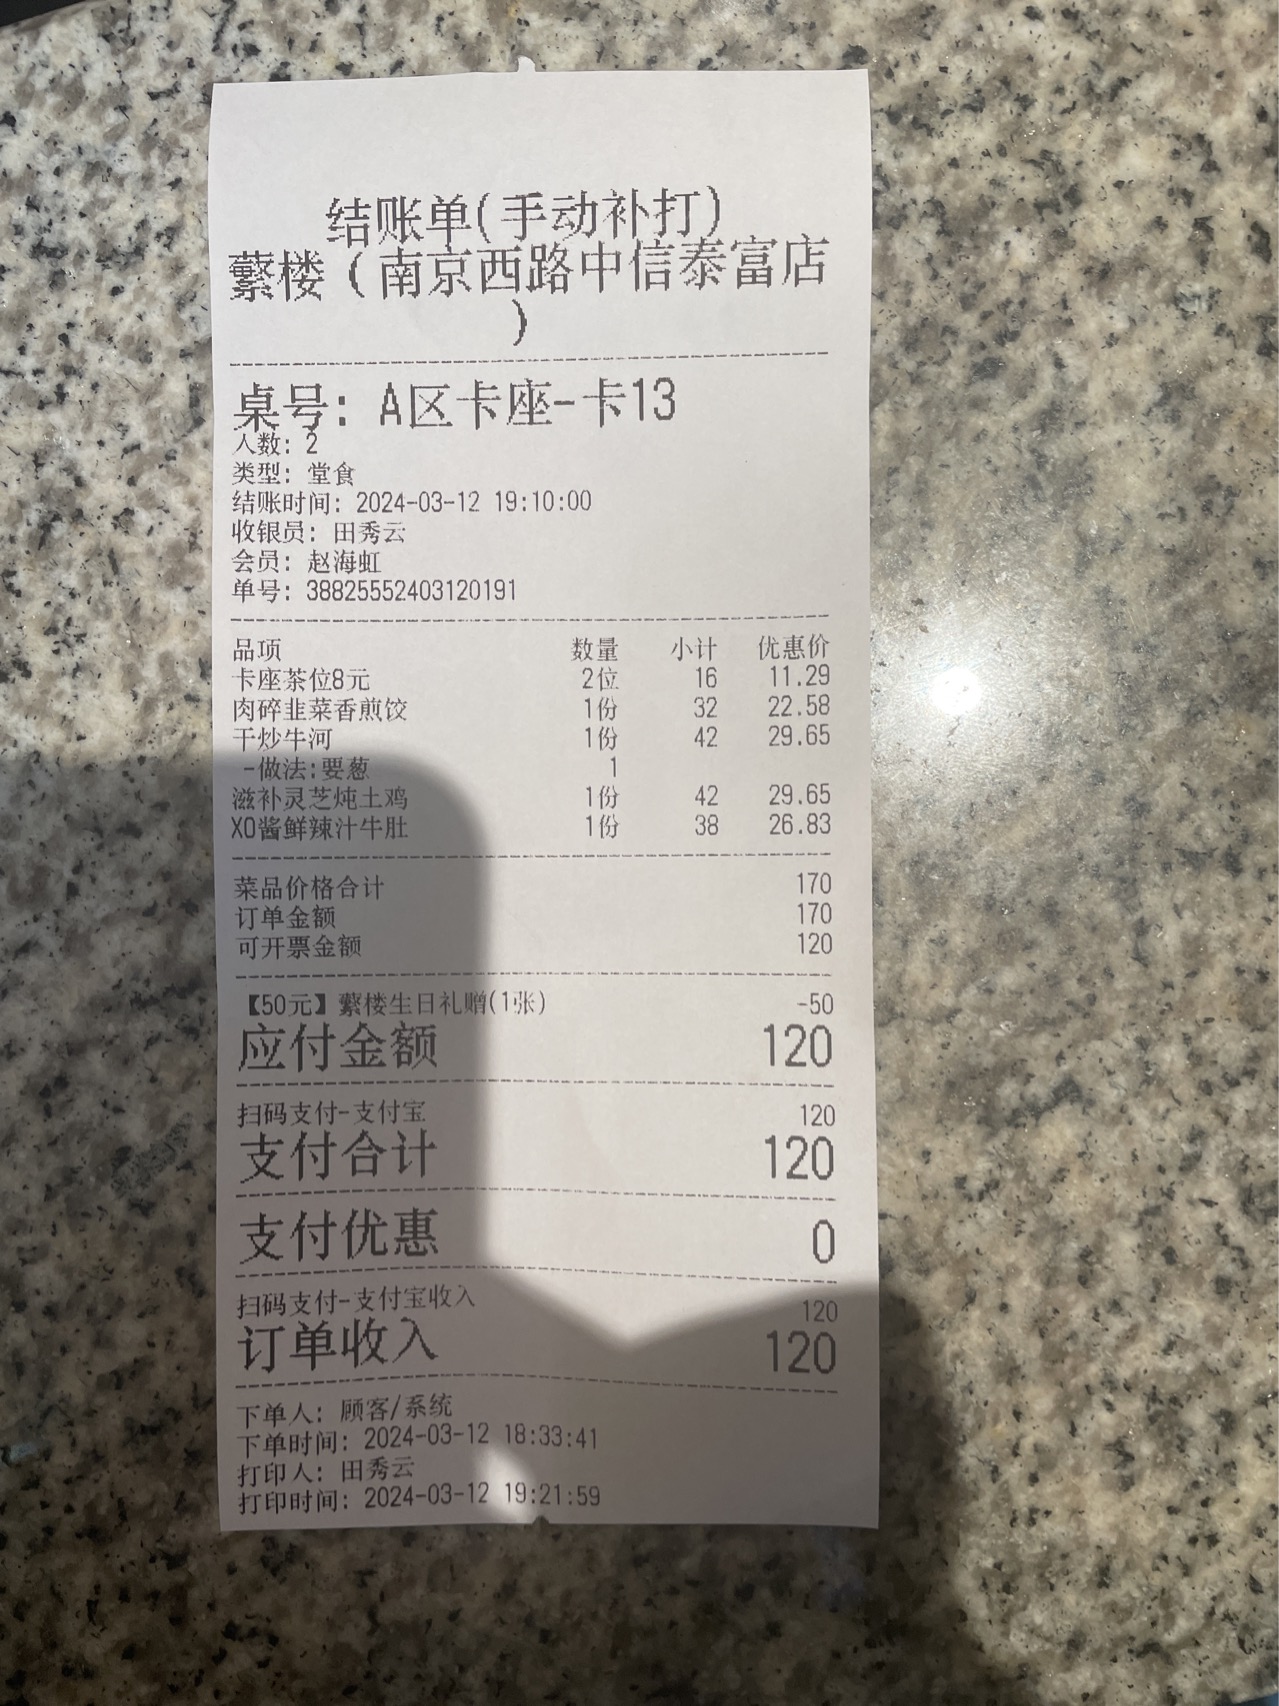 结账单(手动补打)
蘩楼（南京西路中信泰富店
）
桌号: A区卡座-卡13
人数: 2
类型: 堂食
结账时间: 2024-03-12 19:10:00
收银员: 田秀云
会员: 赵海虹
单号: 38825552403120191
品项 数量 小计 优惠价
卡座茶位8元 2位 16 11.29
肉碎韭菜香煎饺 1份 32 22.58
干炒牛河 1份 42 29.65
-做法:要葱 1
滋补灵芝炖土鸡 1份 42 29.65
XO酱鲜辣汁牛肚 1份 38 26.83
菜品价格合计 170
订单金额 170
可开票金额 120
【50元】蘩楼生日礼赠(1张) -50
应付金额 120
扫码支付-支付宝 120
支付合计 120
支付优惠 0
扫码支付-支付宝收入 120
订单收入 120
下单人: 顾客/系统
下单时间: 2024-03-12 18:33:41
打印人: 田秀云
打印时间: 2024-03-12 19:21:59